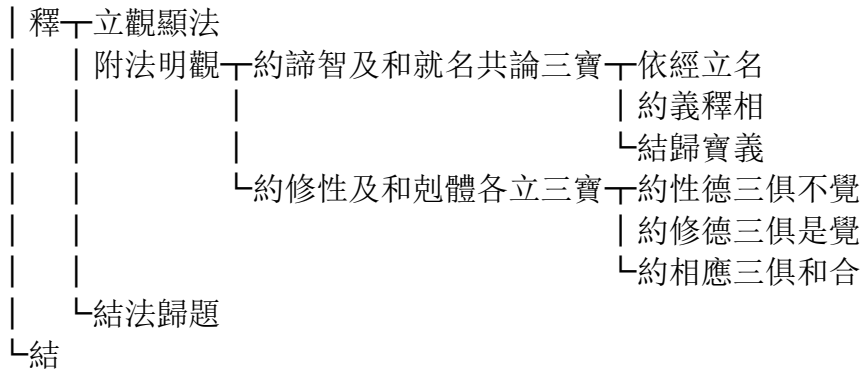 ｜釋┬立觀顯法
｜　｜附法明觀┬約諦智及和就名共論三寶┬依經立名
｜　｜　　　　｜　　　　　　　　　　　｜約義釋相
｜　｜　　　　｜　　　　　　　　　　　└結歸寶義
｜　｜　　　　└約修性及和剋體各立三寶┬約性德三俱不覺
｜　｜　　　　　　　　　　　　　　　　｜約修德三俱是覺
｜　｜　　　　　　　　　　　　　　　　└約相應三俱和合
｜　└結法歸題
└結